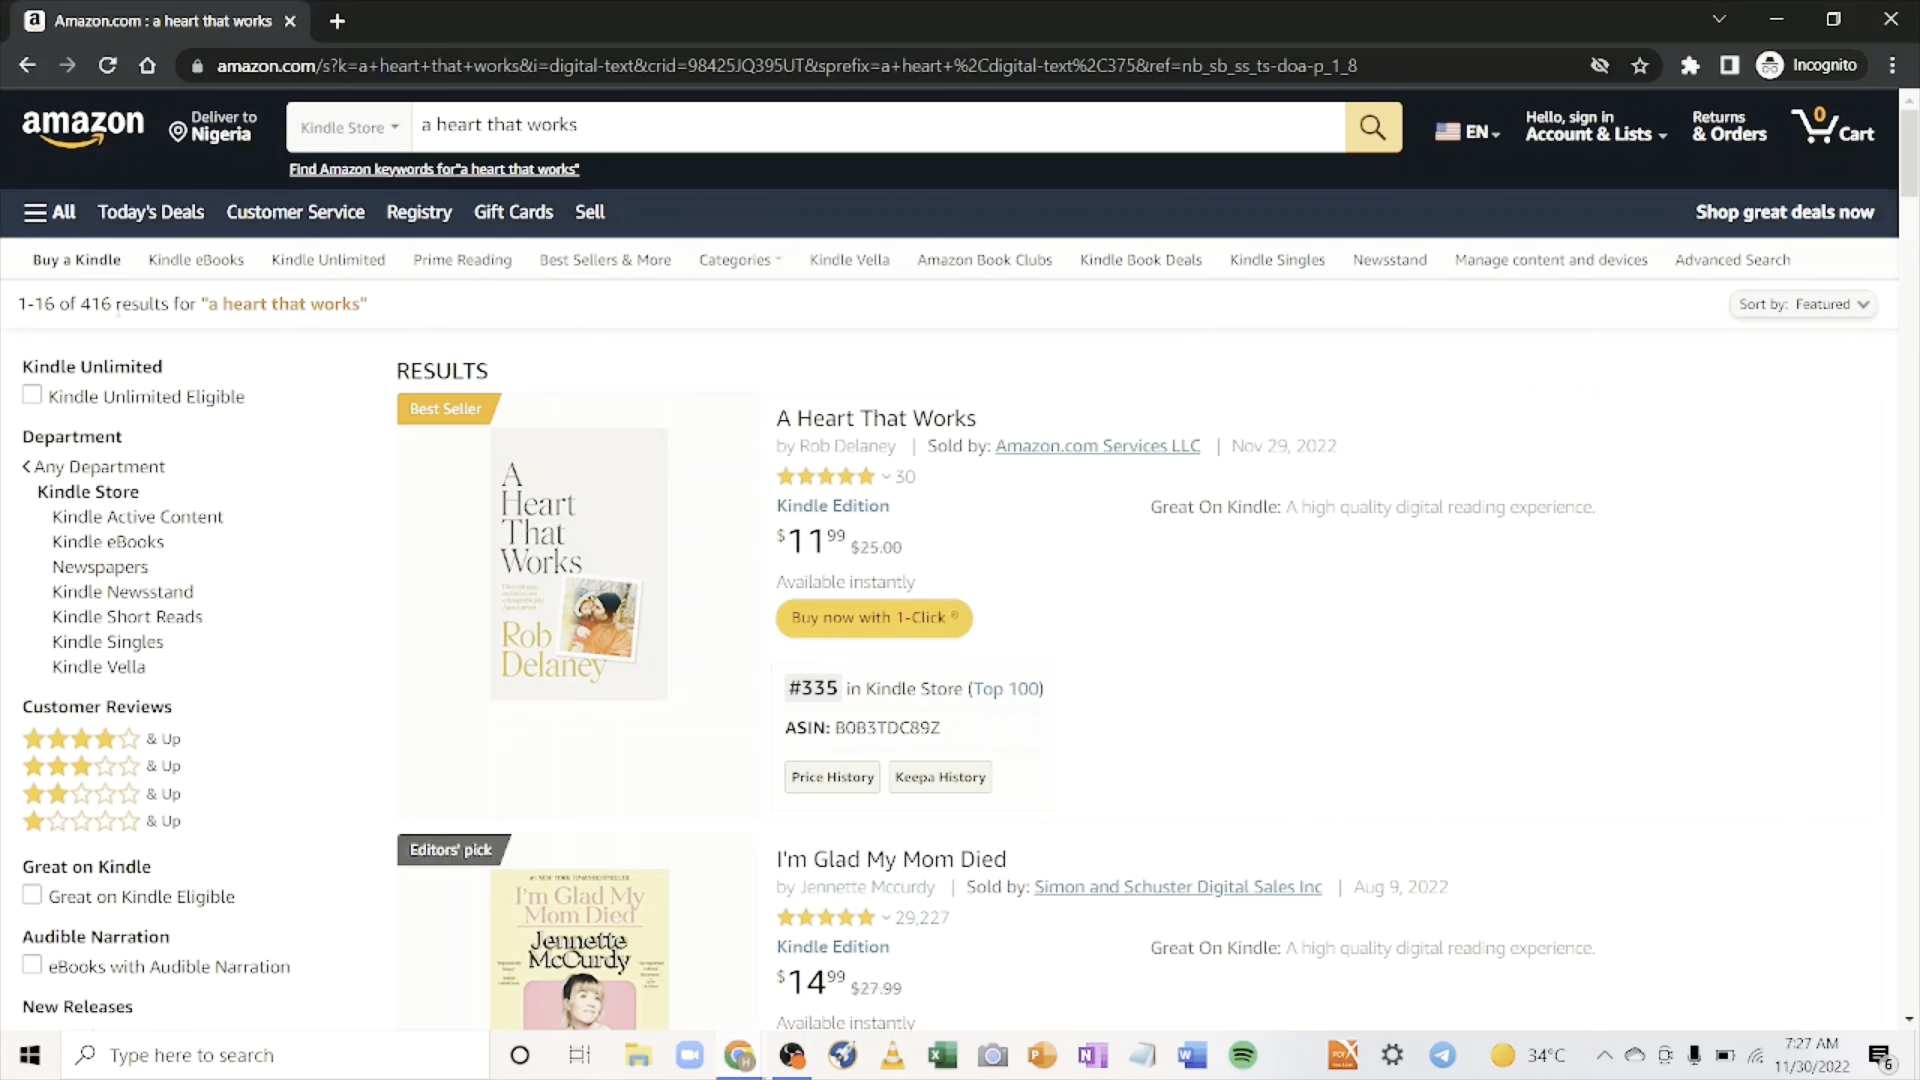 Amazon.com : a heart that works
amazon.com/s?k=a+heart+that+works&i=digital-text&crid=98425JQ395UT&sprefix=a+heart+%2Cdigital-text%2C375&ref=nb_sb_ss_ts-doa-p_1_8
Incognito
amazon
Deliver to
Nigeria
Kindle Store
a heart that works
EN
Hello, sign in
Account & Lists
Returns
& Orders
0
Cart
Find Amazon keywords for"a heart that works"
All Today's Deals Customer Service Registry Gift Cards Sell
Shop great deals now
Buy a Kindle Kindle eBooks Kindle Unlimited Prime Reading Best Sellers & More Categories Kindle Vella Amazon Book Clubs Kindle Book Deals Kindle Singles Newsstand Manage content and devices Advanced Search
1-16 of 416 results for "a heart that works"
Sort by: Featured
Kindle Unlimited
Kindle Unlimited Eligible
Department
Any Department
Kindle Store
Kindle Active Content
Kindle eBooks
Newspapers
Kindle Newsstand
Kindle Short Reads
Kindle Singles
Kindle Vella
Customer Reviews
& Up
& Up
& Up
& Up
Great on Kindle
Great on Kindle Eligible
Audible Narration
eBooks with Audible Narration
New Releases
RESULTS
Best Seller
A
Heart
That
Works
Rob
Delaney
A Heart That Works
by Rob Delaney | Sold by: Amazon.com Services LLC | Nov 29, 2022
30
Kindle Edition
Great On Kindle: A high quality digital reading experience.
$11.99 $25.00
Available instantly
Buy now with 1-Click ®
#335 in Kindle Store (Top 100)
ASIN: B0B3TDC89Z
Price History
Keepa History
Editors' pick
#1 NEW YORK TIMES BESTSELLER
I'm Glad My
Mom Died
Jennette
McCurdy
I'm Glad My Mom Died
by Jennette Mccurdy | Sold by: Simon and Schuster Digital Sales Inc | Aug 9, 2022
29,227
Kindle Edition
Great On Kindle: A high quality digital reading experience.
$14.99 $27.99
Available instantly
Type here to search
34°C
7:27 AM
11/30/2022
6